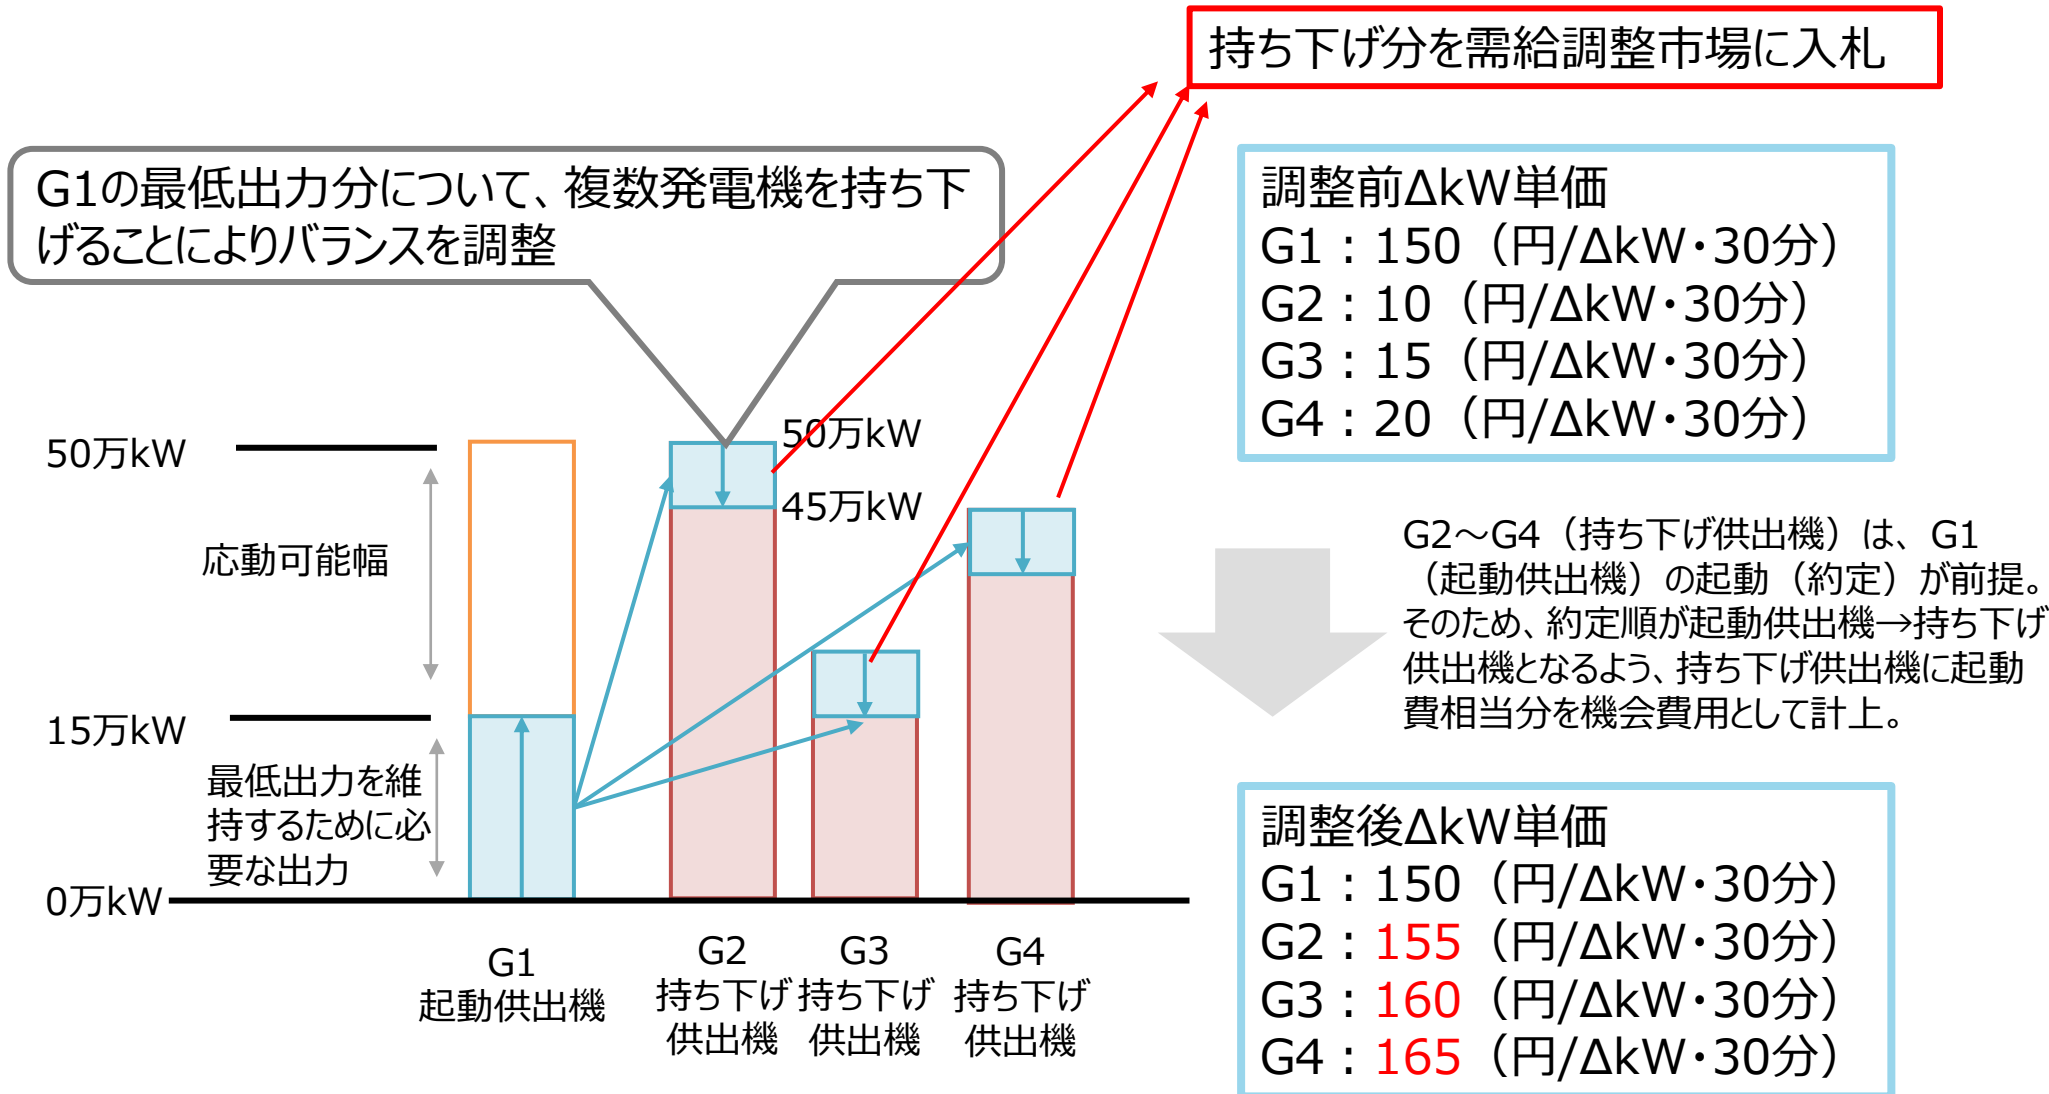 持ち下げ分を需給調整市場に入札
G1の最低出力分について、複数発電機を持ち下
げることによりバランスを調整
調整前ΔkW単価
G1：150（円/ΔkW･30分）
G2：10（円/ΔkW･30分）
G3：15（円/ΔkW･30分）
G4：20（円/ΔkW･30分）
50万kW
応動可能幅
15万kW
最低出力を維
持するために必
要な出力
0万kW
50万kW
45万kW
G1
起動供出機
G2
持ち下げ
供出機
G3
持ち下げ
供出機
G4
持ち下げ
供出機
G2～G4（持ち下げ供出機）は、G1
（起動供出機）の起動（約定）が前提。
そのため、約定順が起動供出機→持ち下げ
供出機となるよう、持ち下げ供出機に起動
費相当分を機会費用として計上。
調整後ΔkW単価
G1：150（円/ΔkW･30分）
G2：155（円/ΔkW･30分）
G3：160（円/ΔkW･30分）
G4：165（円/ΔkW･30分）